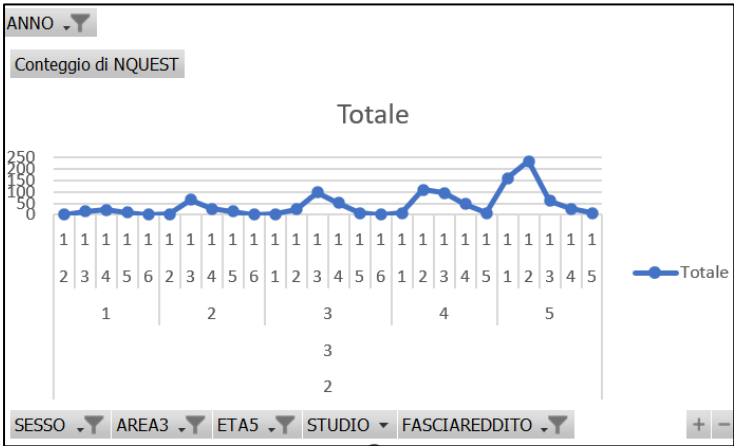 ANNO
Conteggio di NQUEST
Totale
250
200
150
100
50
0
1 1 1 1 1 1 1 1 1 1 1 1 1 1 1 1 1 1 1 1 1 1 1 1 1 1
2 3 4 5 6 2 3 4 5 6 1 2 3 4 5 6 1 2 3 4 5 1 2 3 4 5
Totale
1 2 3 4 5
3
2
SESSO AREA3 ETA5 STUDIO FASCIAREDDITO + −